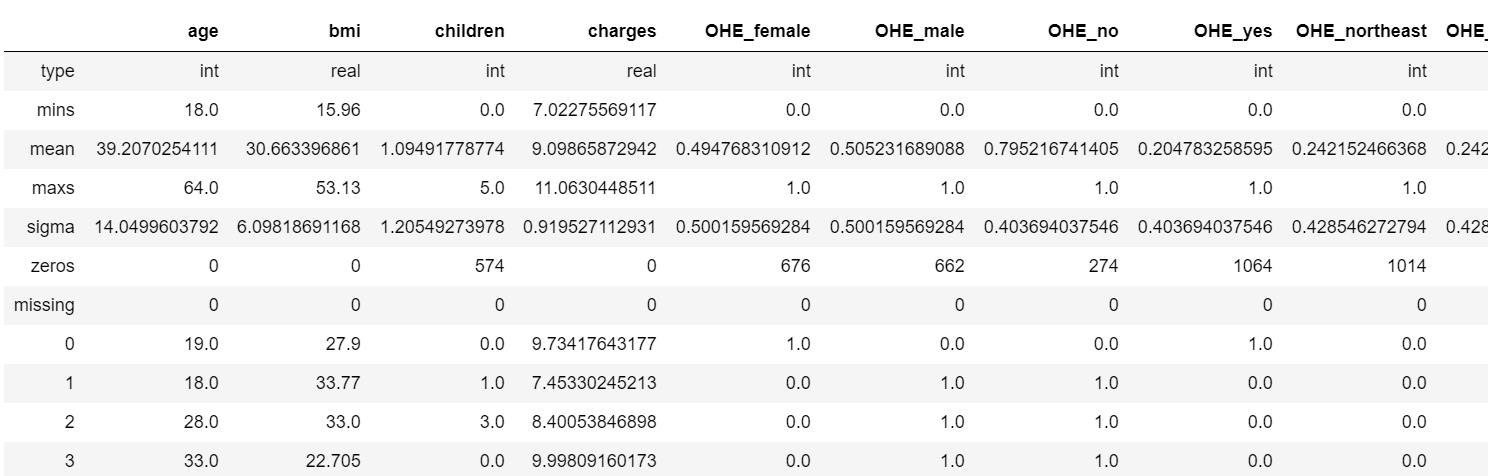 age bmi children charges OHE_female OHE_male OHE_no OHE_yes OHE_northeast OHE_
type int real int real int int int int int
mins 18.0 15.96 0.0 7.02275569117 0.0 0.0 0.0 0.0 0.0
mean 39.2070254111 30.663396861 1.09491778774 9.09865872942 0.494768310912 0.505231689088 0.795216741405 0.204783258595 0.242152466368 0.242
maxs 64.0 53.13 5.0 11.0630448511 1.0 1.0 1.0 1.0 1.0
sigma 14.0499603792 6.09818691168 1.20549273978 0.919527112931 0.500159569284 0.500159569284 0.403694037546 0.403694037546 0.428546272794 0.428
zeros 0 0 574 0 676 662 274 1064 1014
missing 0 0 0 0 0 0 0 0 0
0 19.0 27.9 0.0 9.73417643177 1.0 0.0 0.0 1.0 0.0
1 18.0 33.77 1.0 7.45330245213 0.0 1.0 1.0 0.0 0.0
2 28.0 33.0 3.0 8.40053846898 0.0 1.0 1.0 0.0 0.0
3 33.0 22.705 0.0 9.99809160173 0.0 1.0 1.0 0.0 0.0